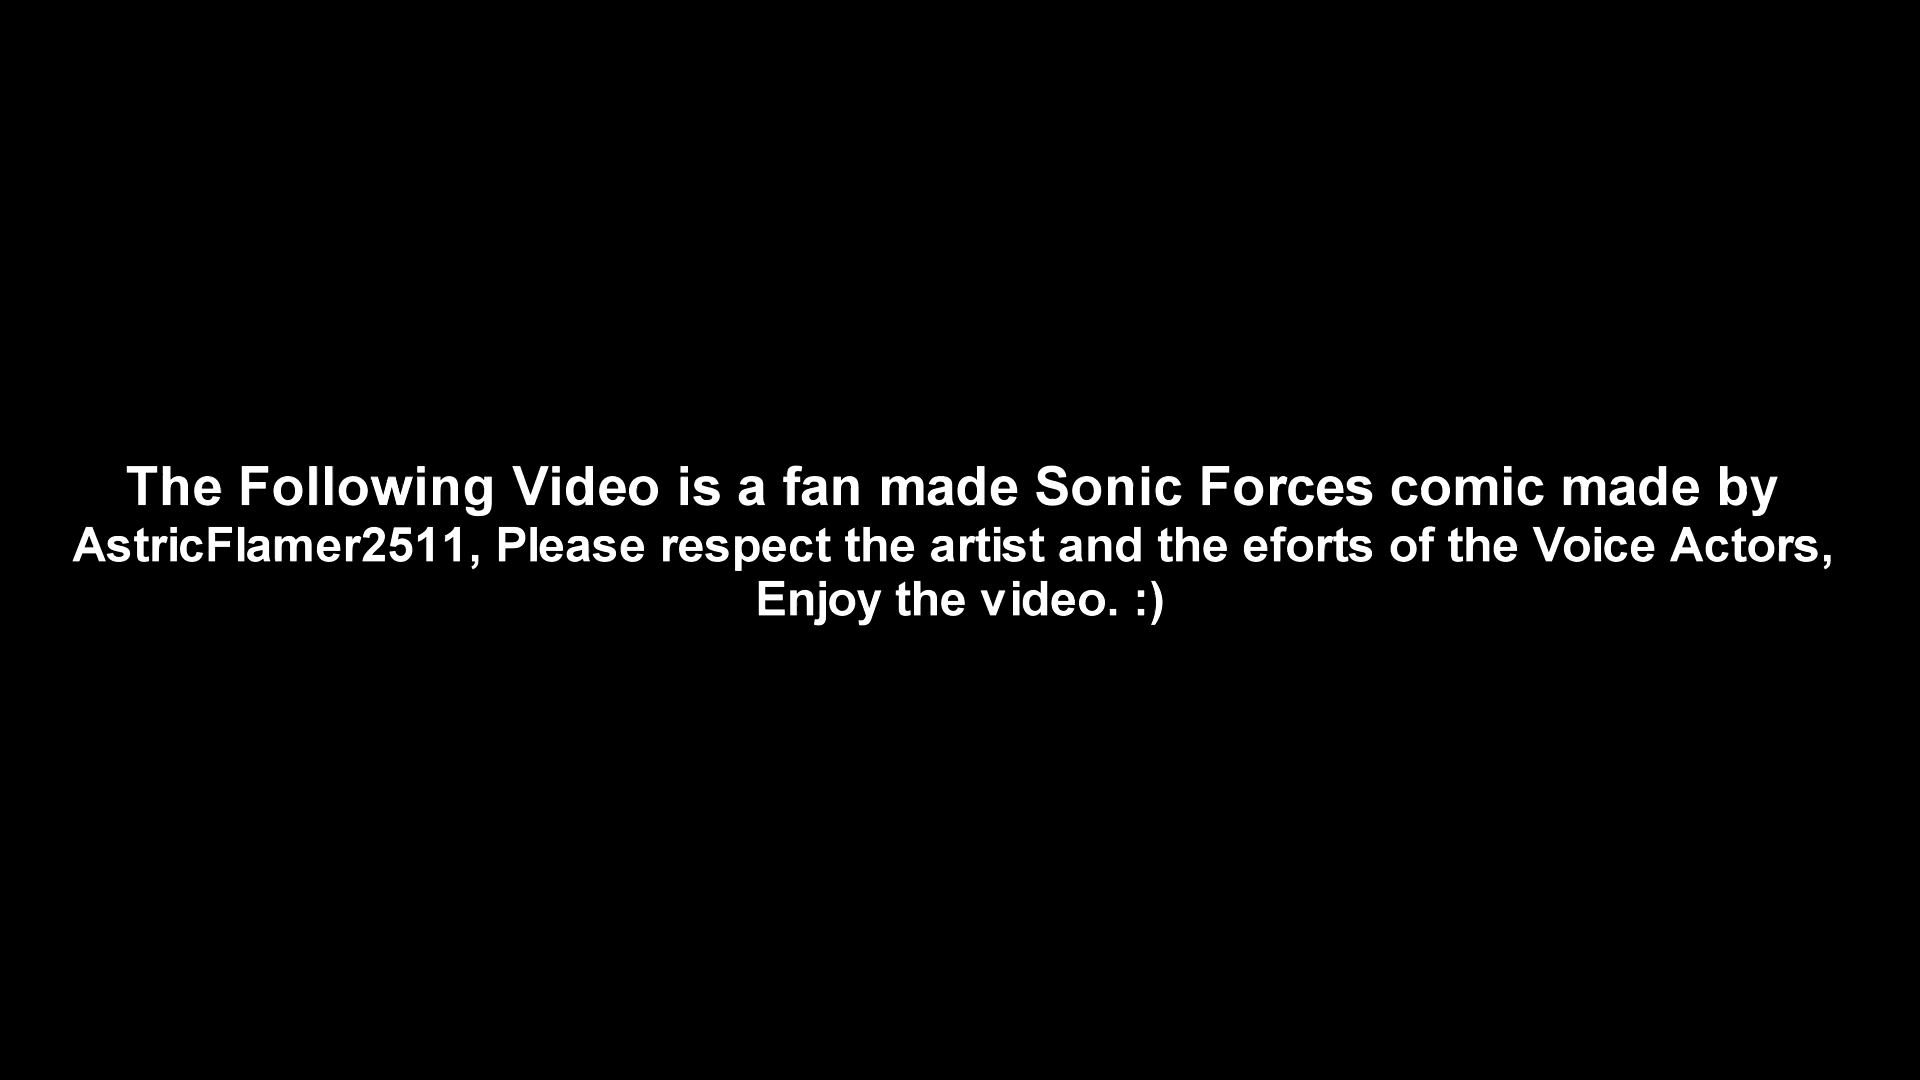 The Following Video is a fan made Sonic Forces comic made by
AstricFlamer2511, Please respect the artist and the eforts of the Voice Actors,
Enjoy the video. :)